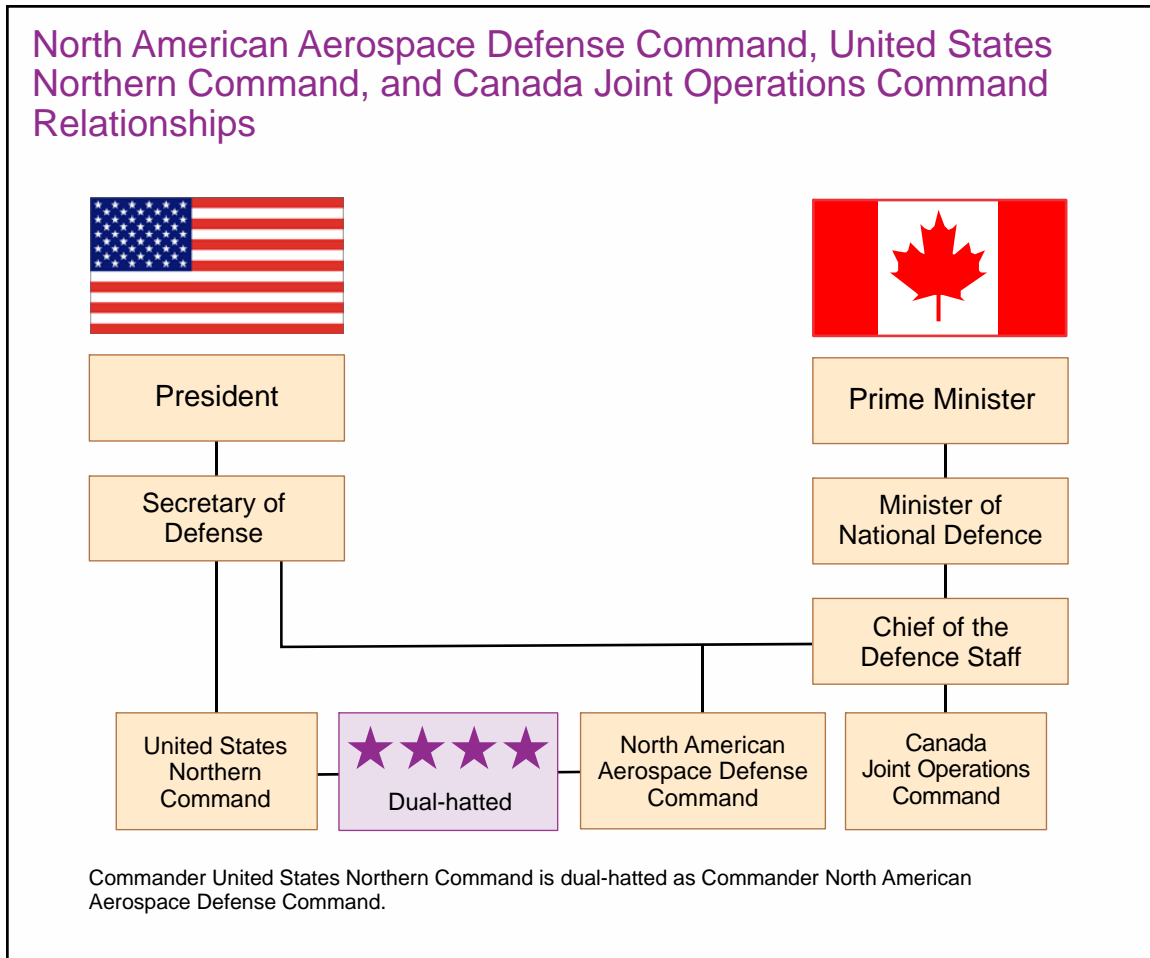 North American Aerospace Defense Command, United States
Northern Command, and Canada Joint Operations Command
Relationships
President
Prime Minister
Secretary of
Defense
Minister of
National Defence
Chief of the
Defence Staff
United States
Northern
Command
Dual-hatted
North American
Aerospace Defense
Command
Canada
Joint Operations
Command
Commander United States Northern Command is dual-hatted as Commander North American
Aerospace Defense Command.